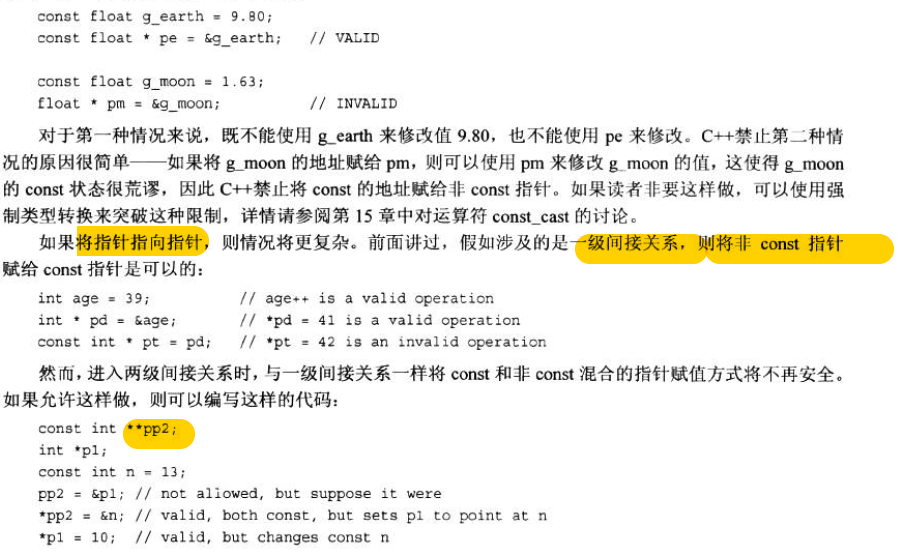 const float g_earth = 9.80;
const float * pe = &g_earth;   // VALID
const float g_moon = 1.63;
float * pm = &g_moon;          // INVALID
对于第一种情况来说，既不能使用 g_earth 来修改值 9.80，也不能使用 pe 来修改。C++禁止第二种情
况的原因很简单——如果将 g_moon 的地址赋给 pm，则可以使用 pm 来修改 g_moon 的值，这使得 g_moon
的 const 状态很荒谬，因此 C++禁止将 const 的地址赋给非 const 指针。如果读者非要这样做，可以使用强
制类型转换来突破这种限制，详情请参阅第 15 章中对运算符 const_cast 的讨论。
如果将指针指向指针，则情况将更复杂。前面讲过，假如涉及的是一级间接关系，则将非 const 指针
赋给 const 指针是可以的：
int age = 39;          // age++ is a valid operation
int * pd = &age;       // *pd = 41 is a valid operation
const int * pt = pd;   // *pt = 42 is an invalid operation
然而，进入两级间接关系时，与一级间接关系一样将 const 和非 const 混合的指针赋值方式将不再安全。
如果允许这样做，则可以编写这样的代码：
const int **pp2;
int *p1;
const int n = 13;
pp2 = &p1; // not allowed, but suppose it were
*pp2 = &n; // valid, both const, but sets p1 to point at n
*p1 = 10;  // valid, but changes const n